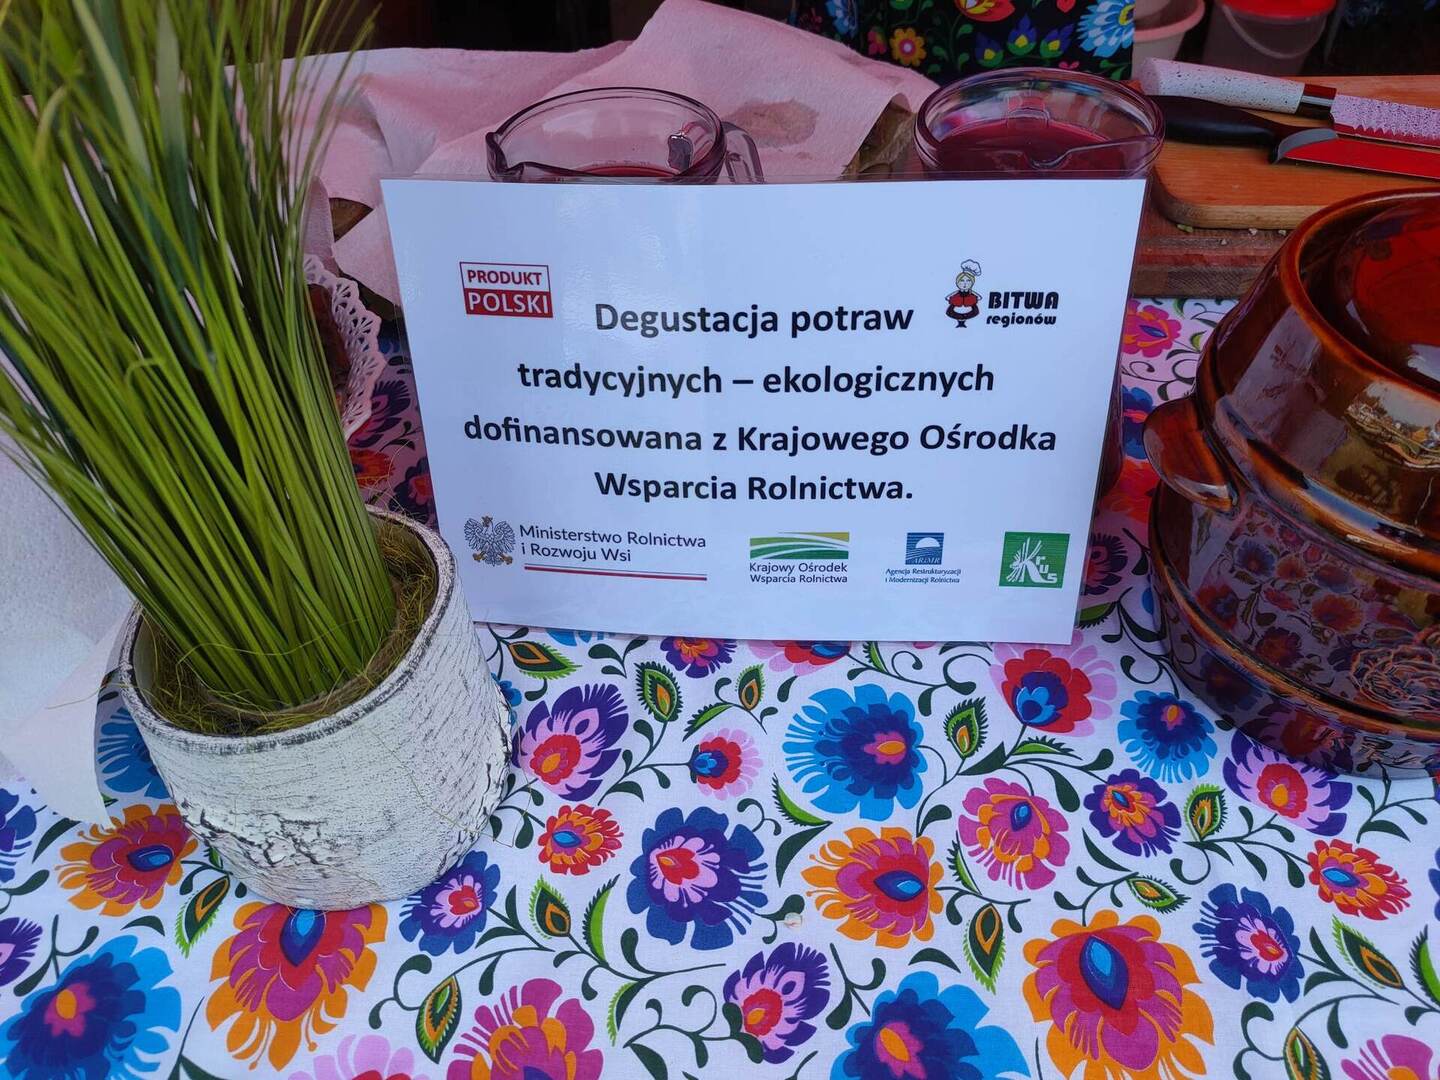 PRODUKT
POLSKI
BITWA
regionów
Degustacja potraw
tradycyjnych – ekologicznych
dofinansowana z Krajowego Ośrodka
Wsparcia Rolnictwa.
Ministerstwo Rolnictwa
i Rozwoju Wsi
Krajowy Ośrodek
Wsparcia Rolnictwa
ARiMR
Agencja Restrukturyzacji
i Modernizacji Rolnictwa
Krus